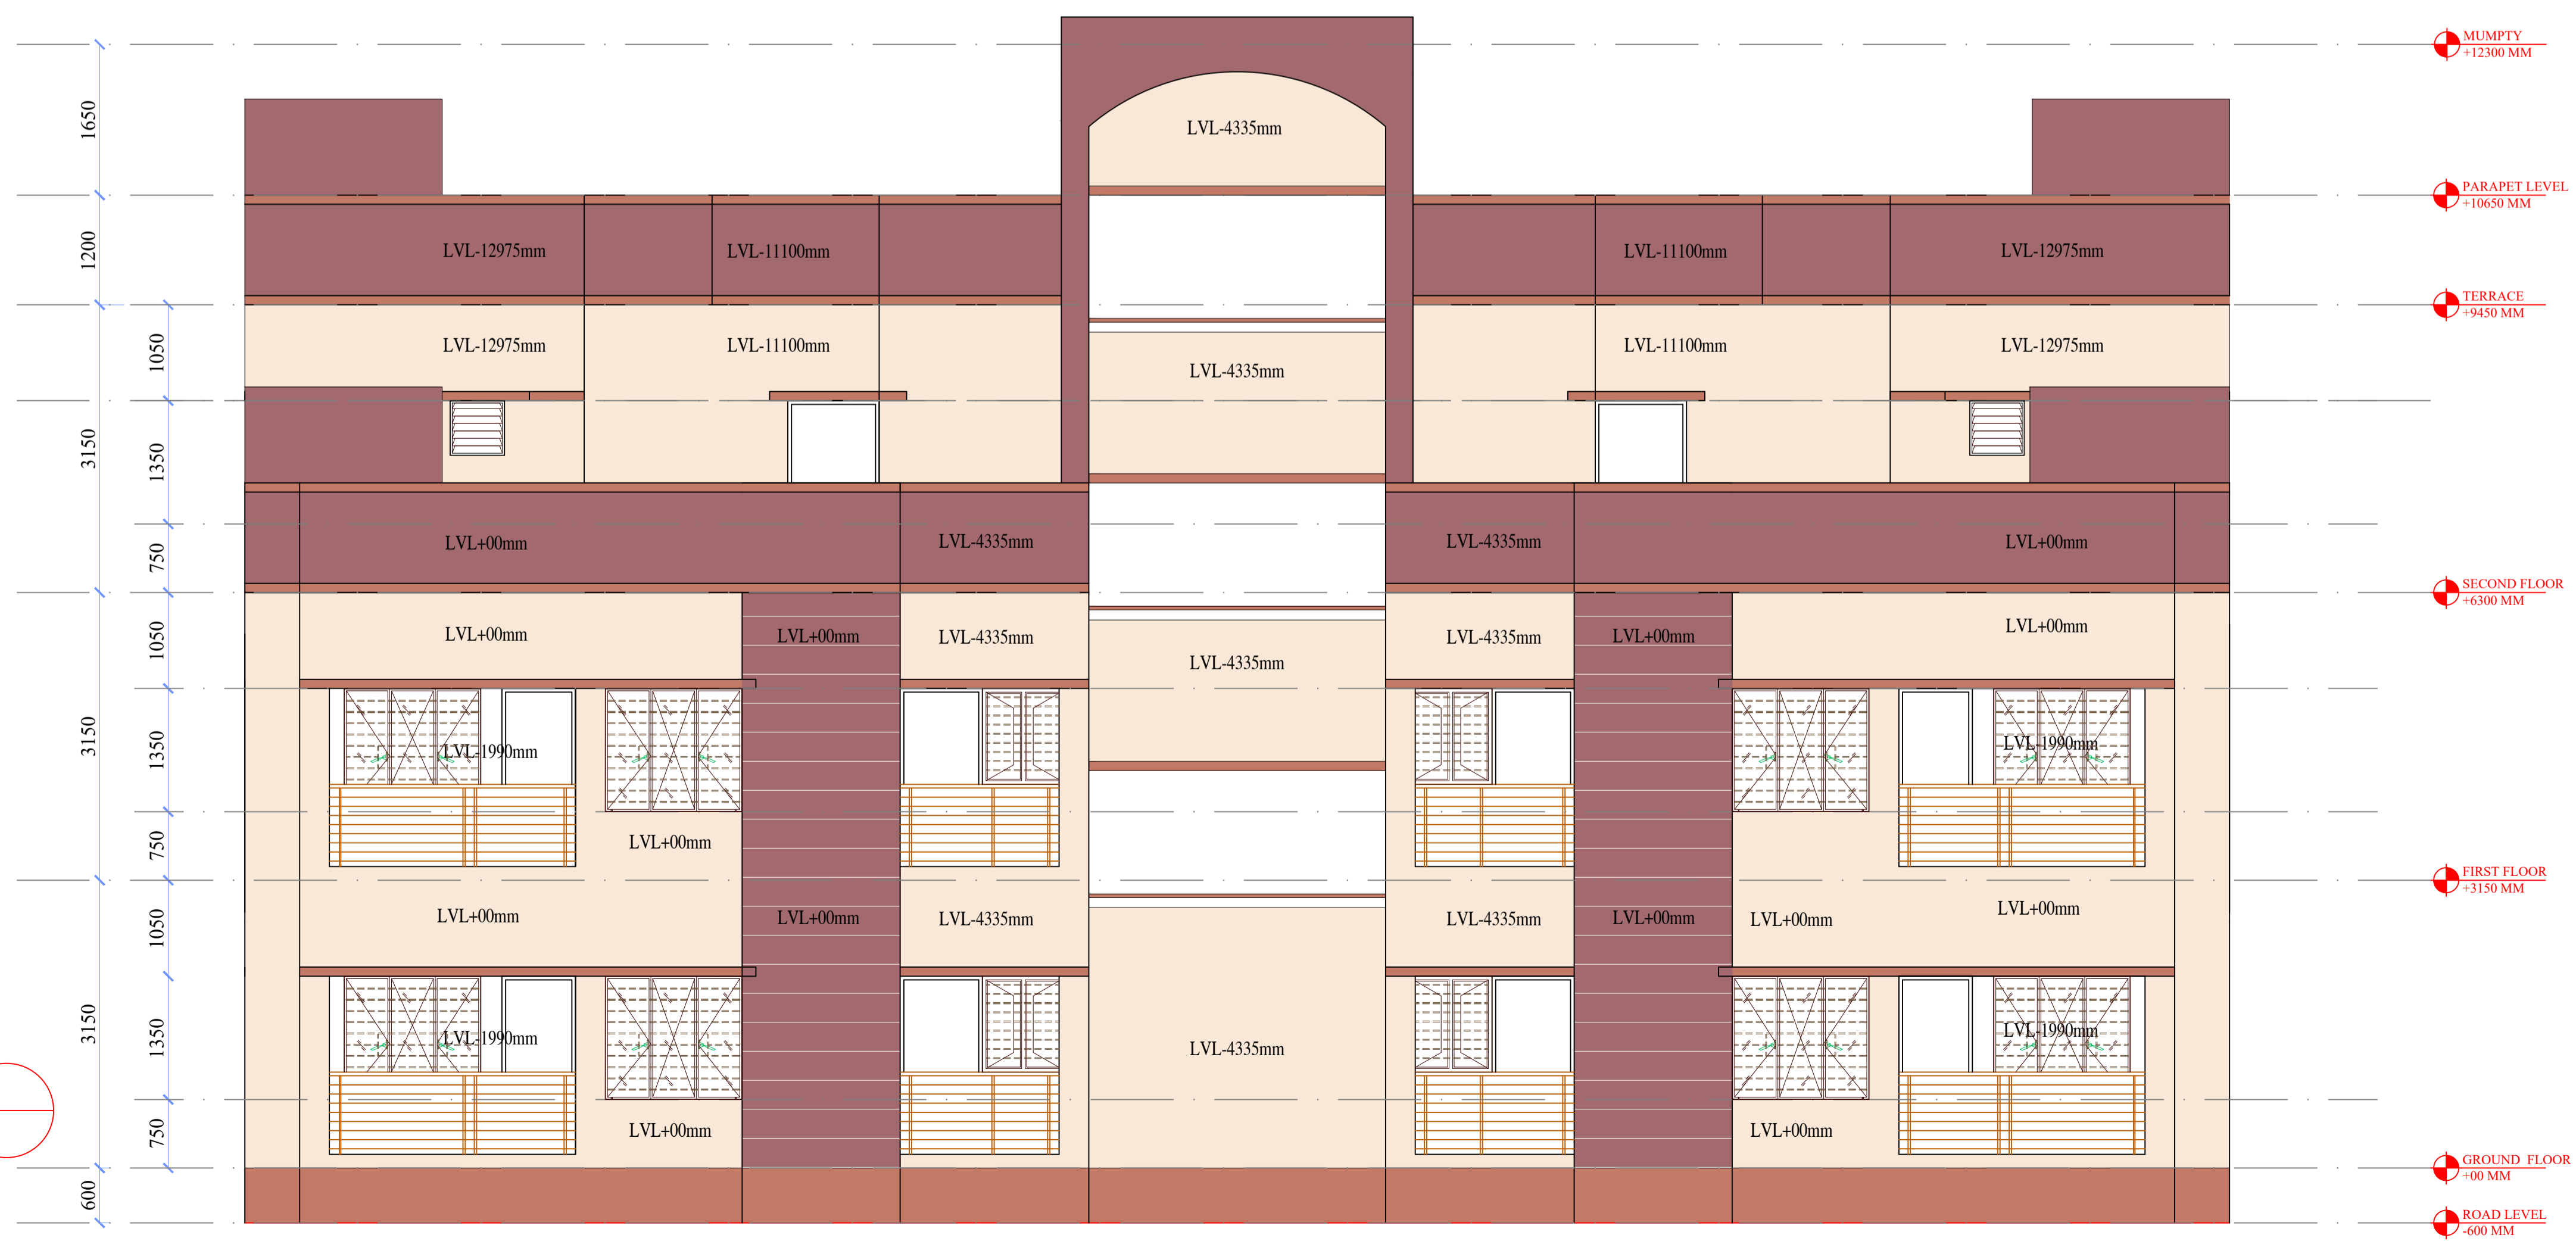 MUMPTY
+12300 MM
1650
LVL-4335mm
PARAPET LEVEL
+10650 MM
1200
LVL-12975mm
LVL-11100mm
LVL-11100mm
LVL-12975mm
TERRACE
+9450 MM
1050
LVL-12975mm
LVL-11100mm
LVL-4335mm
LVL-11100mm
LVL-12975mm
3150
1350
750
LVL+00mm
LVL-4335mm
LVL-4335mm
LVL+00mm
SECOND FLOOR
+6300 MM
1050
LVL+00mm
LVL+00mm
LVL-4335mm
LVL-4335mm
LVL-4335mm
LVL+00mm
LVL+00mm
3150
1350
LVL-1990mm
LVL-1990mm
750
LVL+00mm
FIRST FLOOR
+3150 MM
1050
LVL+00mm
LVL+00mm
LVL-4335mm
LVL-4335mm
LVL+00mm
LVL+00mm
LVL+00mm
3150
1350
LVL-1990mm
LVL-4335mm
LVL-1990mm
750
LVL+00mm
LVL+00mm
GROUND FLOOR
+00 MM
600
ROAD LEVEL
-600 MM